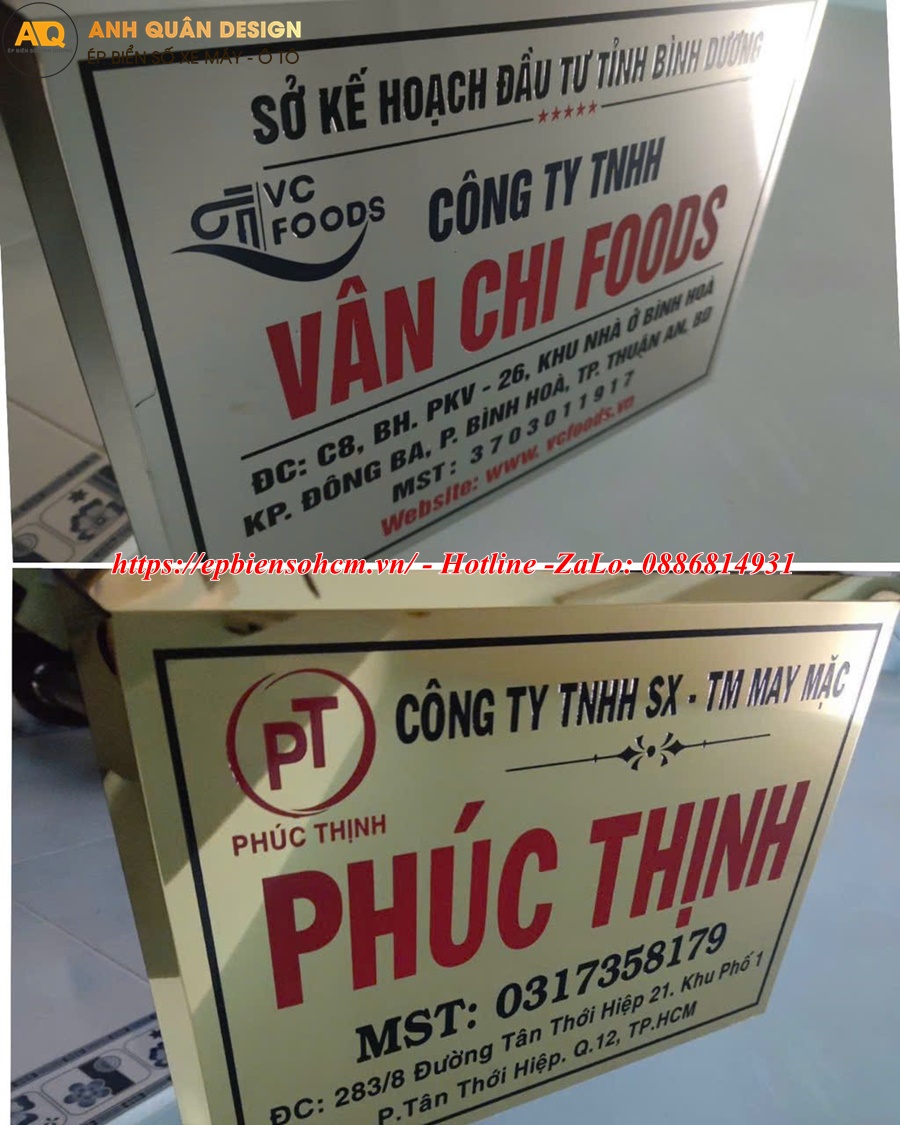 AQ
ANH QUÂN DESIGN
ÉP BIỂN SỐ XE MÁY - Ô TÔ
SỞ KẾ HOẠCH ĐẦU TƯ TỈNH BÌNH DƯƠNG
VC
FOODS
CÔNG TY TNHH
VÂN CHI FOODS
ĐC: C8, BH. PKV - 26, KHU NHÀ Ở BÌNH HOÀ
KP. ĐÔNG BA, P. BÌNH HOÀ, TP. THUẬN AN, BD
MST: 3703011917
Website: www. vcfoods.vn
https://epbiensohcm.vn/ - Hotline -ZaLo: 0886814931
PT
PHÚC THỊNH
CÔNG TY TNHH SX - TM MAY MẶC
PHÚC THỊNH
MST: 0317358179
ĐC: 283/8 Đường Tân Thới Hiệp 21. Khu Phố 1
P.Tân Thới Hiệp. Q.12, TP.HCM